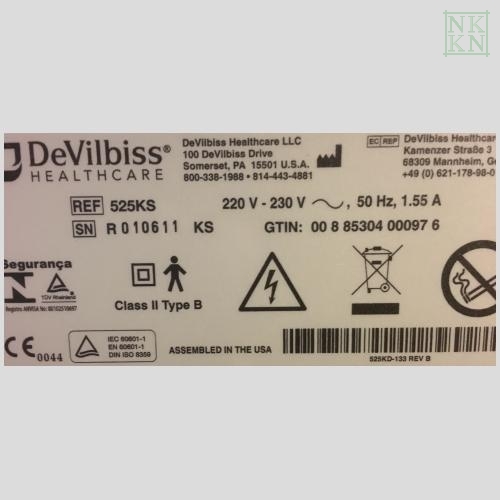 NK
KN
DeVilbiss®
HEALTHCARE
DeVilbiss Healthcare LLC
100 DeVilbiss Drive
Somerset, PA 15501 U.S.A.
800-338-1988 • 814-443-4881
EC REP
DeVilbiss Healthcar
Kamenzer Straße 3
68309 Mannheim, Ge
+49 (0) 621-178-98-0
REF 525KS
220 V - 230 V ～, 50 Hz, 1.55 A
SN R010611 KS
GTIN: 00 8 85304 00097 6
Segurança
TÜV Rheinland
Class II Type B
CE 0044
IEC 60601-1
EN 60601-1
DIN ISO 8359
ASSEMBLED IN THE USA
525KD-133 REV B